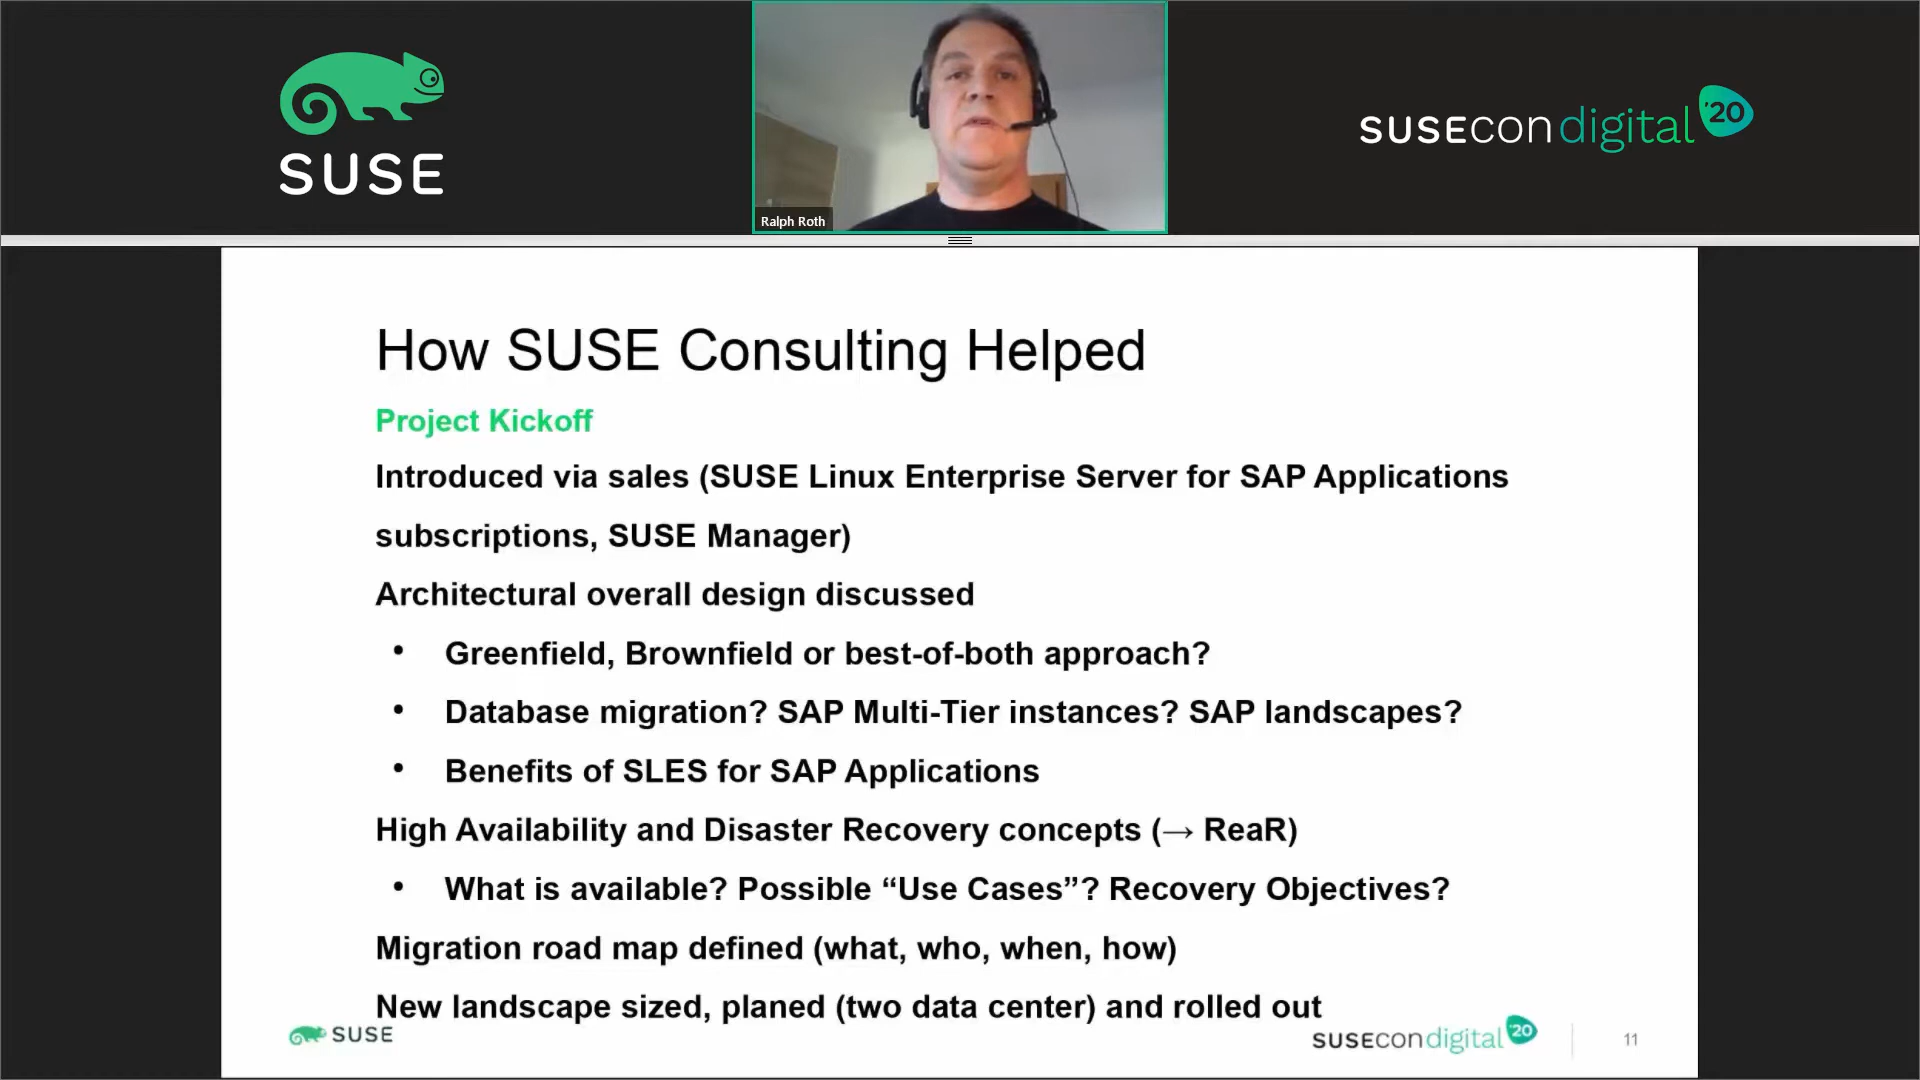 SUSE
Ralph Roth
SUSECON digital '20
How SUSE Consulting Helped
Project Kickoff
Introduced via sales (SUSE Linux Enterprise Server for SAP Applications
subscriptions, SUSE Manager)
Architectural overall design discussed
• Greenfield, Brownfield or best-of-both approach?
• Database migration? SAP Multi-Tier instances? SAP landscapes?
• Benefits of SLES for SAP Applications
High Availability and Disaster Recovery concepts (→ ReaR)
• What is available? Possible “Use Cases”? Recovery Objectives?
Migration road map defined (what, who, when, how)
New landscape sized, planed (two data center) and rolled out
SUSE
SUSECON digital '20
11